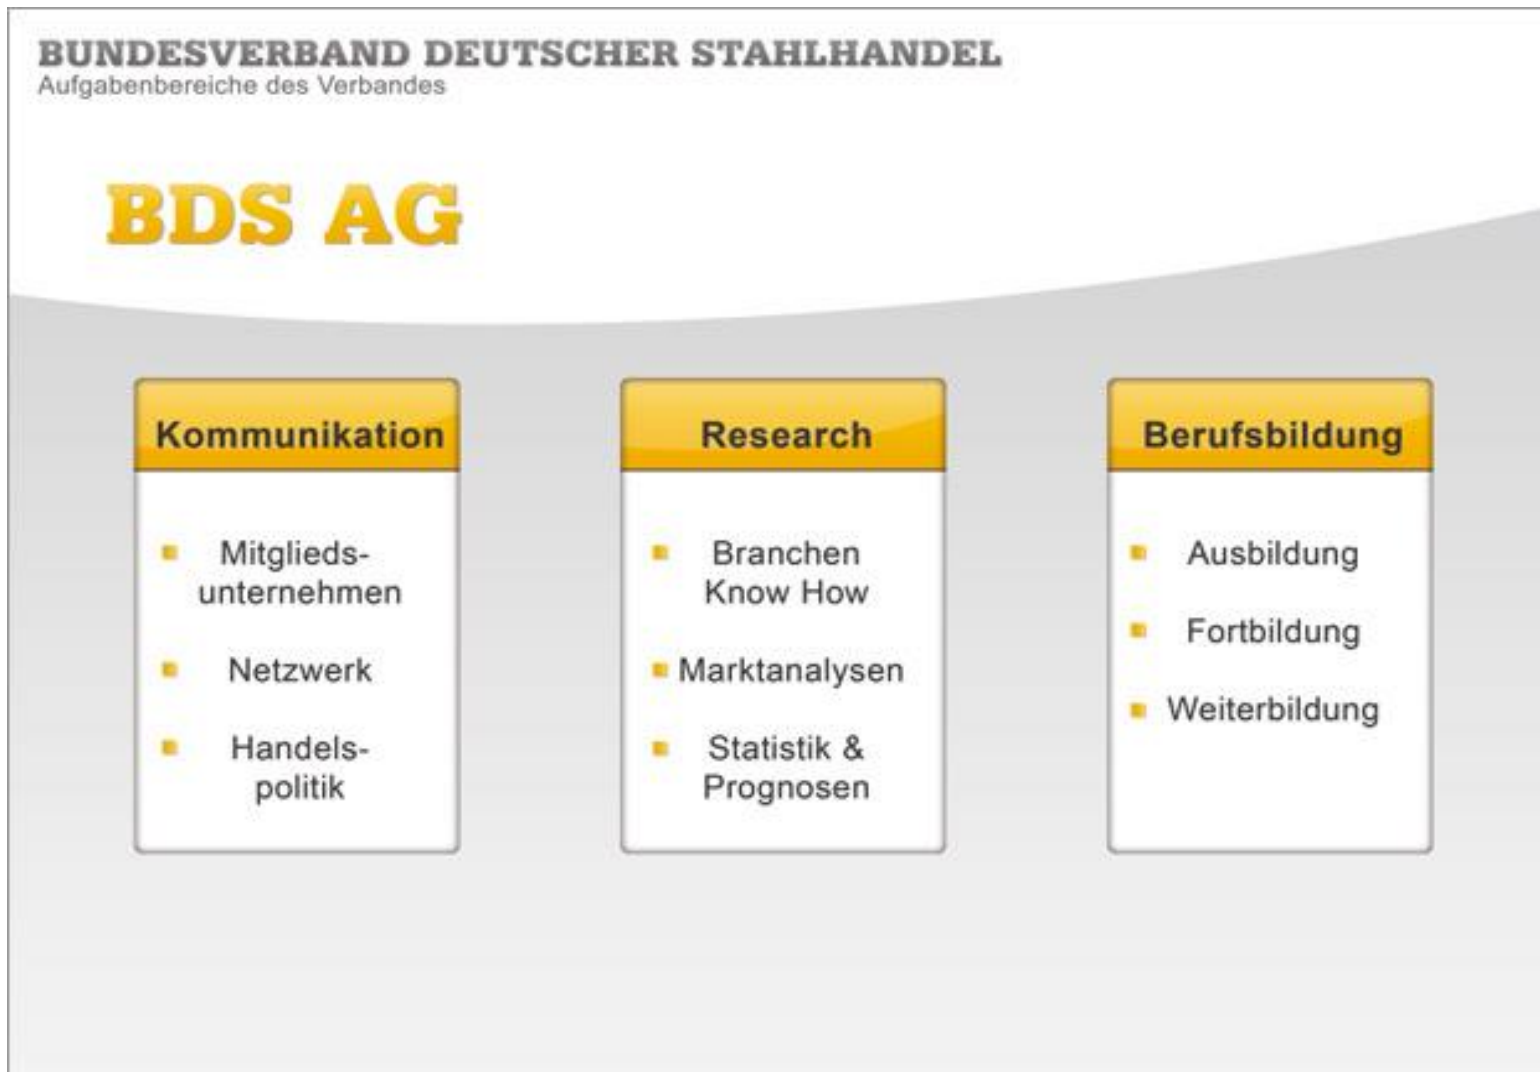 BUNDESVERBAND DEUTSCHER STAHLHANDEL
Aufgabenbereiche des Verbandes
BDS AG
Kommunikation
Mitglieds-
unternehmen
Netzwerk
Handels-
politik
Research
Branchen
Know How
Marktanalysen
Statistik &
Prognosen
Berufsbildung
Ausbildung
Fortbildung
Weiterbildung